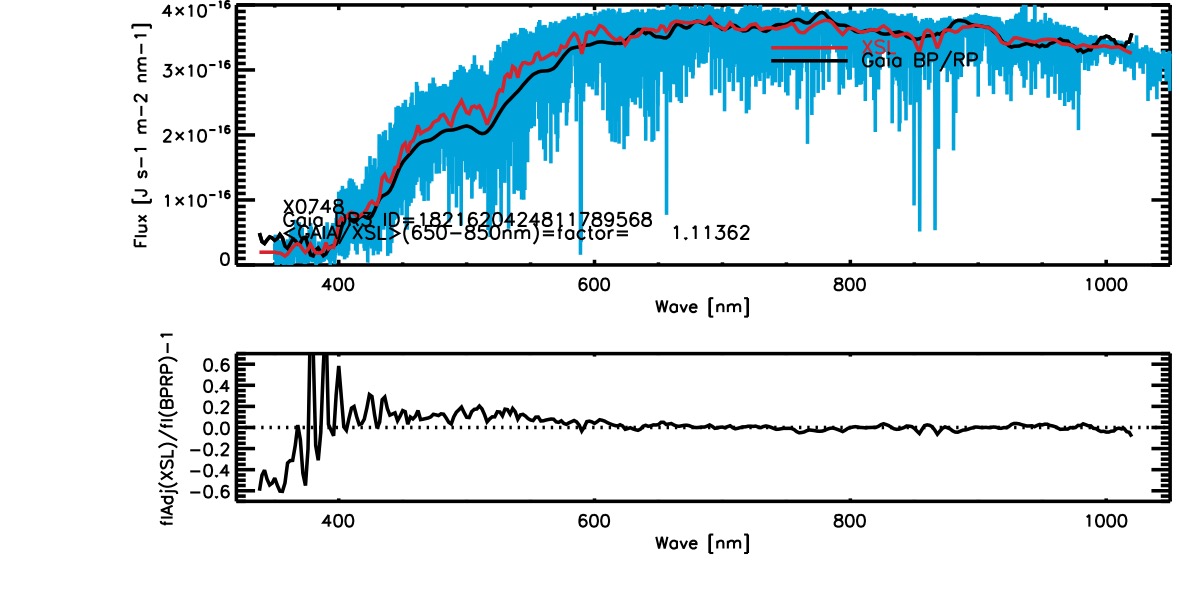 4×10⁻¹⁶
3×10⁻¹⁶
2×10⁻¹⁶
1×10⁻¹⁶
0
Flux [J s−1 m−2 nm−1]
XSL
Gaia BP/RP
X0748
Gaia DR3 ID=1821620424811789568
<GAIA/XSL>(650−850nm)=factor= 1.11362
400 600 800 1000
Wave [nm]
flAdj(XSL)/fl(BPRP)−1
0.6
0.4
0.2
0.0
−0.2
−0.4
−0.6
400 600 800 1000
Wave [nm]